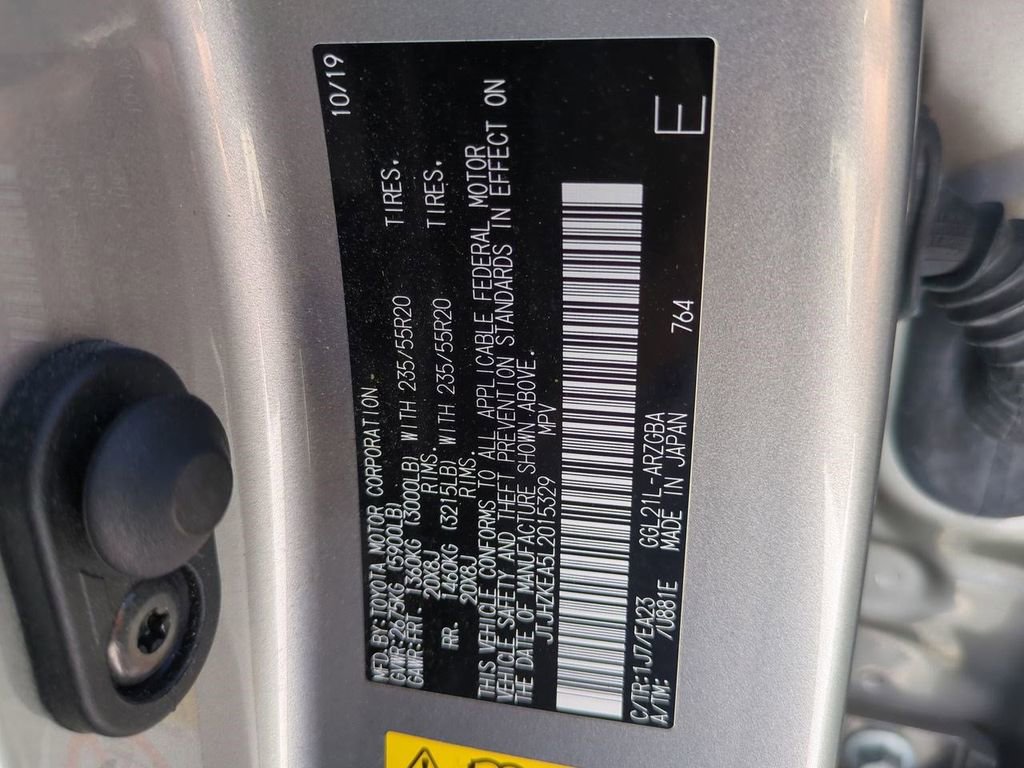 MFD.BY:TOYOTA MOTOR CORPORATION 10/19
GVWR:2675KG (5900LB)
GAWR:FRT. 1360KG (3000LB) WITH 235/55R20 TIRES.
20X8J RIMS.
RR. 1460KG (3215LB) WITH 235/55R20 TIRES.
20X8J RIMS.
THIS VEHICLE CONFORMS TO ALL APPLICABLE FEDERAL MOTOR
VEHICLE SAFETY AND THEFT PREVENTION STANDARDS IN EFFECT ON
THE DATE OF MANUFACTURE SHOWN ABOVE.
JTJHZKEA5L2015329 MPV
C/TR:1J7/EA23 GGL21L-ARZGBA
A/TM: /U881E MADE IN JAPAN 764 E